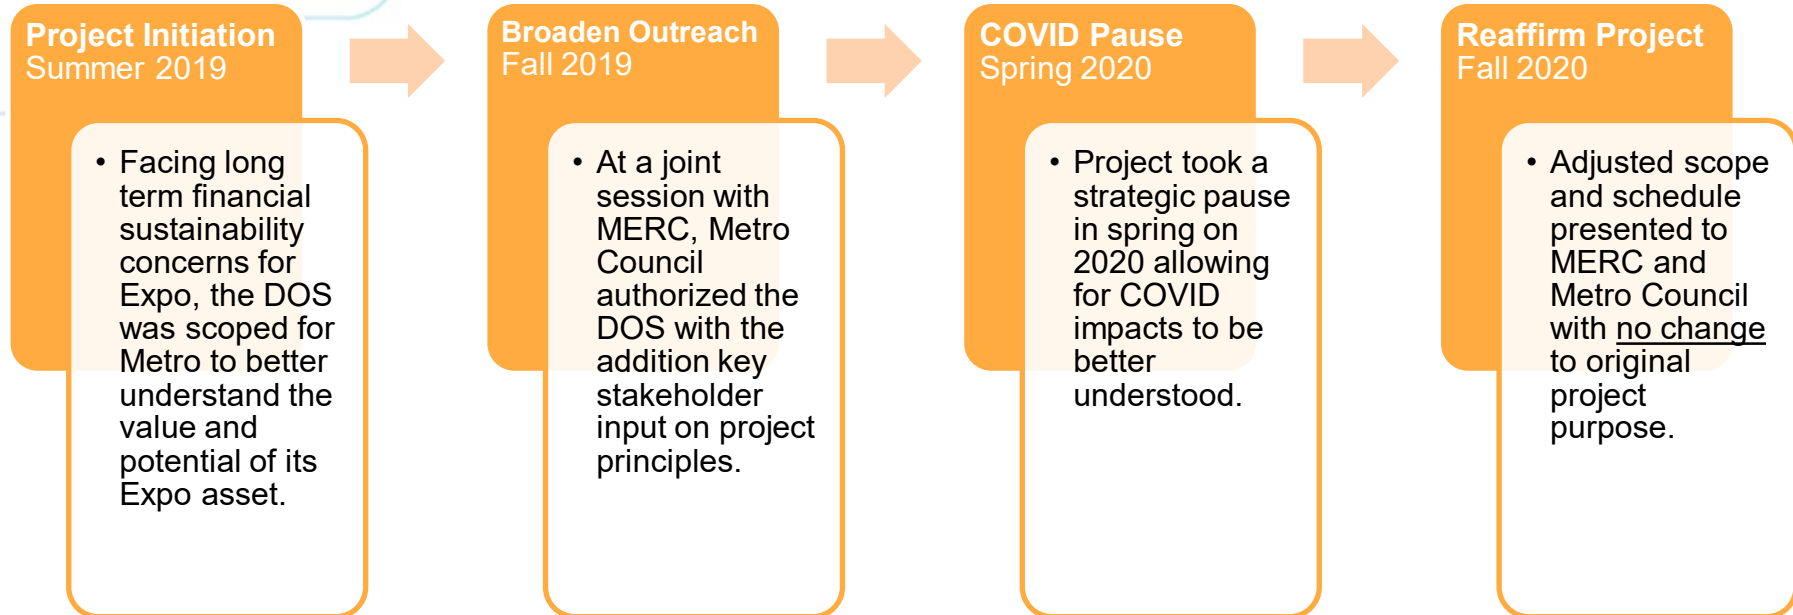 Project Initiation
Summer 2019
• Facing long
term financial
sustainability
concerns for
Expo, the DOS
was scoped for
Metro to better
understand the
value and
potential of its
Expo asset.
Broaden Outreach
Fall 2019
• At a joint
session with
MERC, Metro
Council
authorized the
DOS with the
addition key
stakeholder
input on project
principles.
COVID Pause
Spring 2020
• Project took a
strategic pause
in spring on
2020 allowing
for COVID
impacts to be
better
understood.
Reaffirm Project
Fall 2020
• Adjusted scope
and schedule
presented to
MERC and
Metro Council
with no change
to original
project
purpose.